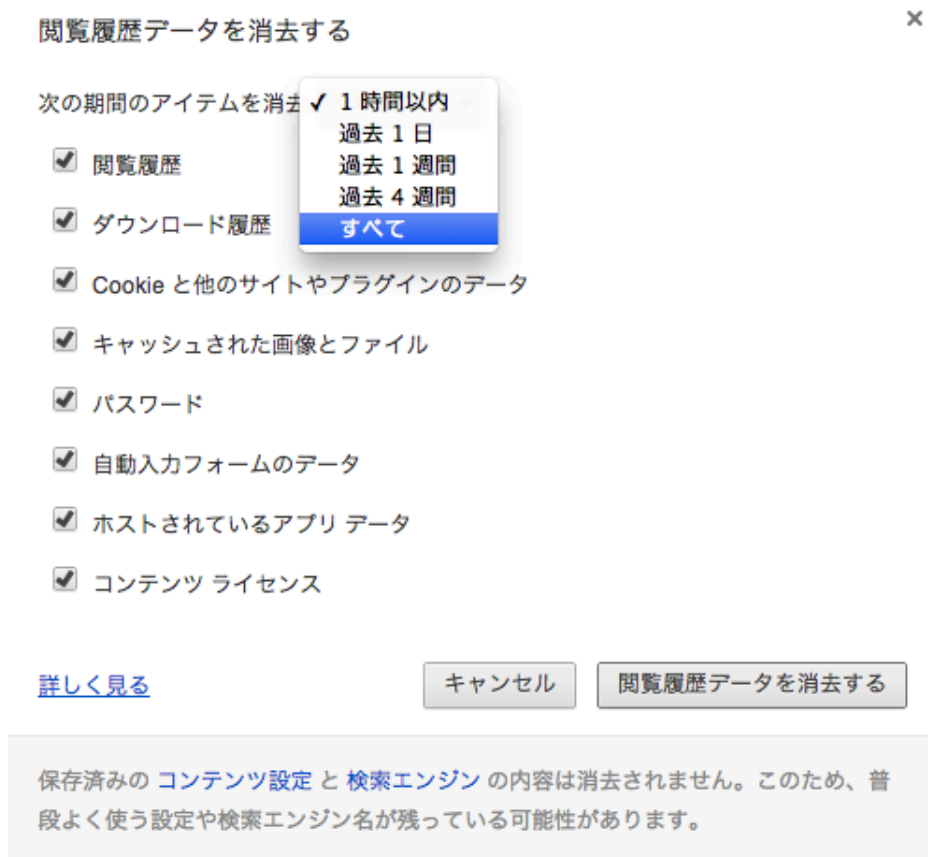 閲覧履歴データを消去する
×
次の期間のアイテムを消去
✓ 1 時間以内
過去 1 日
過去 1 週間
過去 4 週間
すべて
閲覧履歴
ダウンロード履歴
Cookie と他のサイトやプラグインのデータ
キャッシュされた画像とファイル
パスワード
自動入力フォームのデータ
ホストされているアプリ データ
コンテンツ ライセンス
詳しく見る
キャンセル
閲覧履歴データを消去する
保存済みの コンテンツ設定 と 検索エンジン の内容は消去されません。このため、普
段よく使う設定や検索エンジン名が残っている可能性があります。